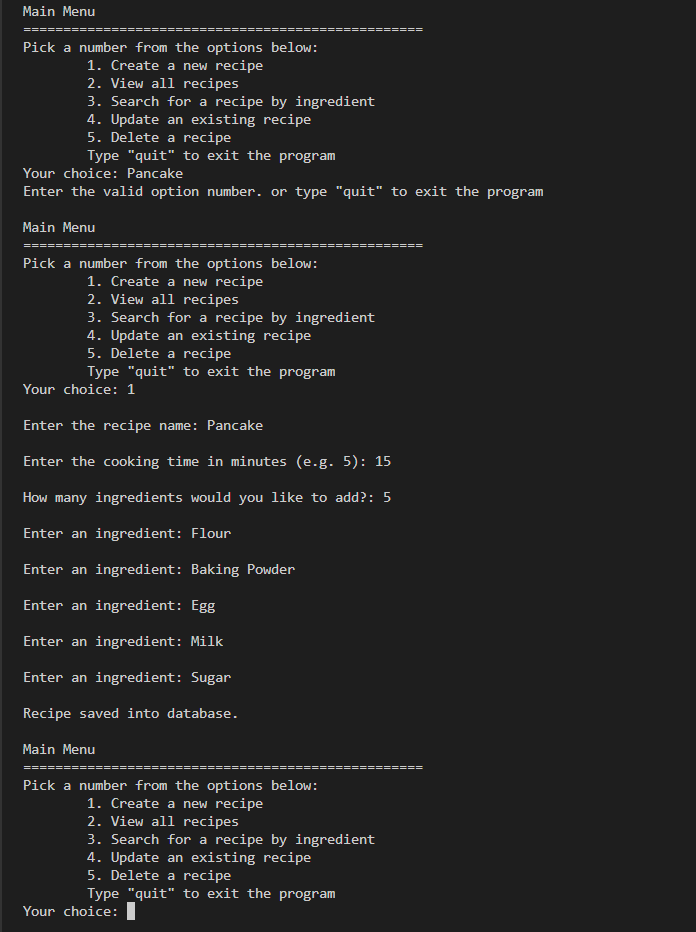 Main Menu
==================================================
Pick a number from the options below:
1. Create a new recipe
2. View all recipes
3. Search for a recipe by ingredient
4. Update an existing recipe
5. Delete a recipe
Type "quit" to exit the program
Your choice: Pancake
Enter the valid option number. or type "quit" to exit the program
Main Menu
==================================================
Pick a number from the options below:
1. Create a new recipe
2. View all recipes
3. Search for a recipe by ingredient
4. Update an existing recipe
5. Delete a recipe
Type "quit" to exit the program
Your choice: 1
Enter the recipe name: Pancake
Enter the cooking time in minutes (e.g. 5): 15
How many ingredients would you like to add?: 5
Enter an ingredient: Flour
Enter an ingredient: Baking Powder
Enter an ingredient: Egg
Enter an ingredient: Milk
Enter an ingredient: Sugar
Recipe saved into database.
Main Menu
==================================================
Pick a number from the options below:
1. Create a new recipe
2. View all recipes
3. Search for a recipe by ingredient
4. Update an existing recipe
5. Delete a recipe
Type "quit" to exit the program
Your choice: